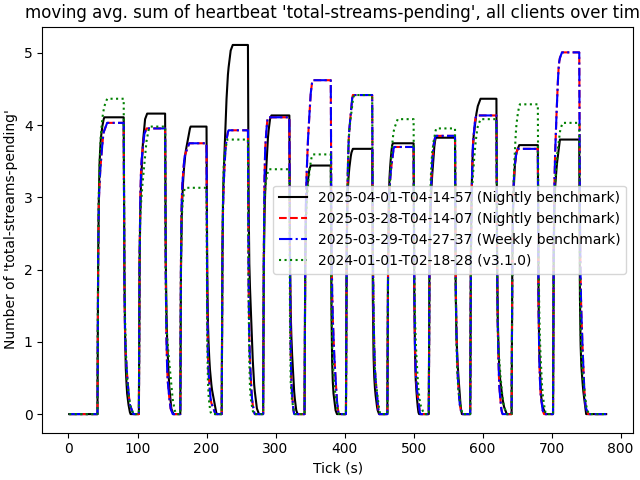 moving avg. sum of heartbeat 'total-streams-pending', all clients over tim
Number of 'total-streams-pending'
5
4
3
2
1
0
2025-04-01-T04-14-57 (Nightly benchmark)
2025-03-28-T04-14-07 (Nightly benchmark)
2025-03-29-T04-27-37 (Weekly benchmark)
2024-01-01-T02-18-28 (v3.1.0)
0 100 200 300 400 500 600 700 800
Tick (s)